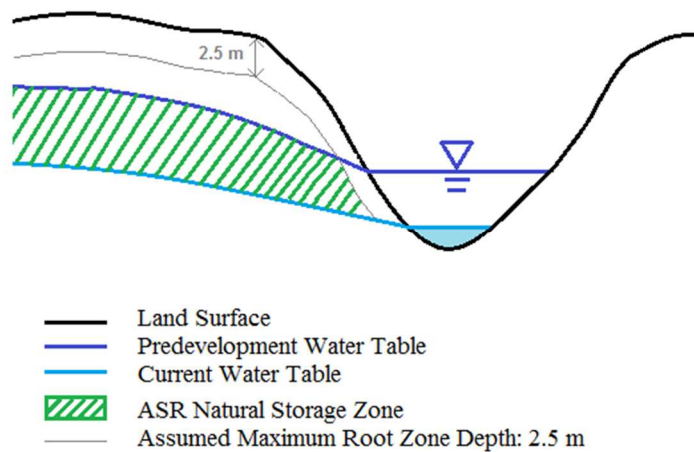 2.5 m
Land Surface
Predevelopment Water Table
Current Water Table
ASR Natural Storage Zone
Assumed Maximum Root Zone Depth: 2.5 m